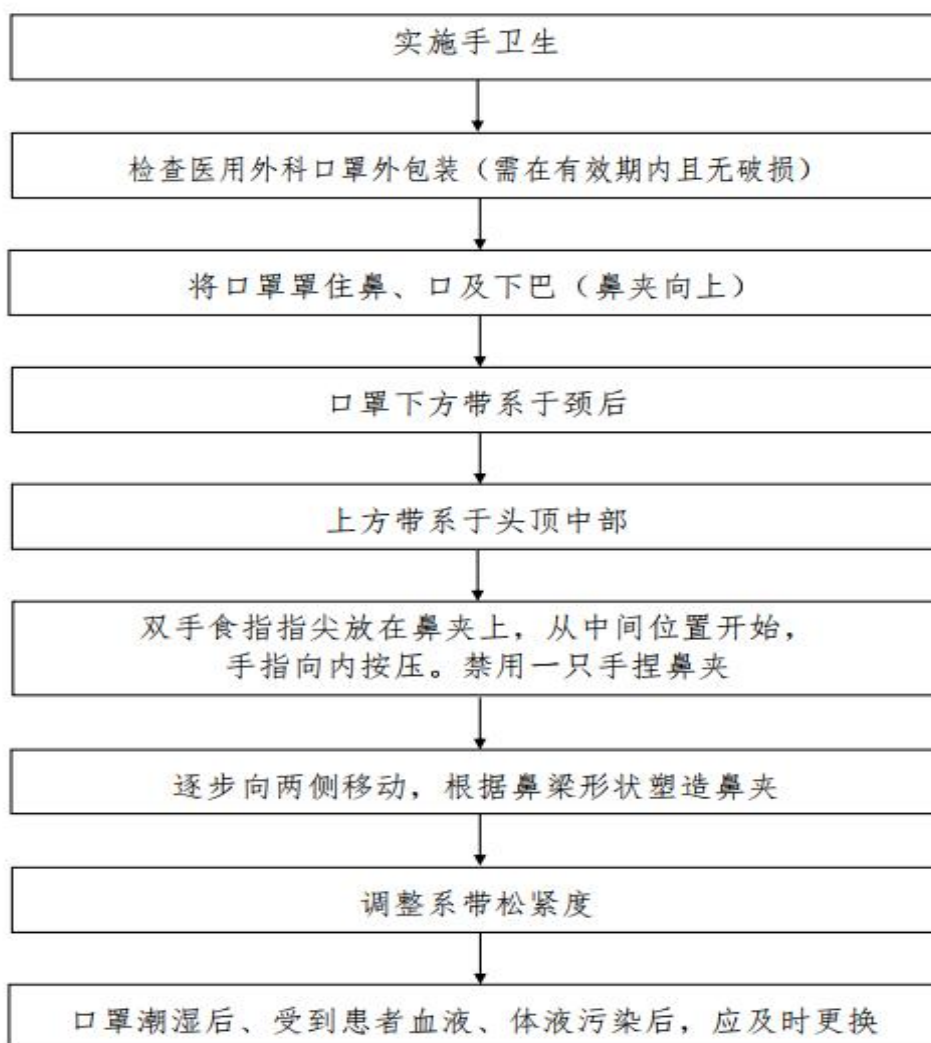 实施手卫生
检查医用外科口罩外包装（需在有效期内且无破损）
将口罩罩住鼻、口及下巴（鼻夹向上）
口罩下方带系于颈后
上方带系于头顶中部
双手食指指尖放在鼻夹上，从中间位置开始，
手指向内按压。禁用一只手捏鼻夹
逐步向两侧移动，根据鼻梁形状塑造鼻夹
调整系带松紧度
口罩潮湿后、受到患者血液、体液污染后，应及时更换